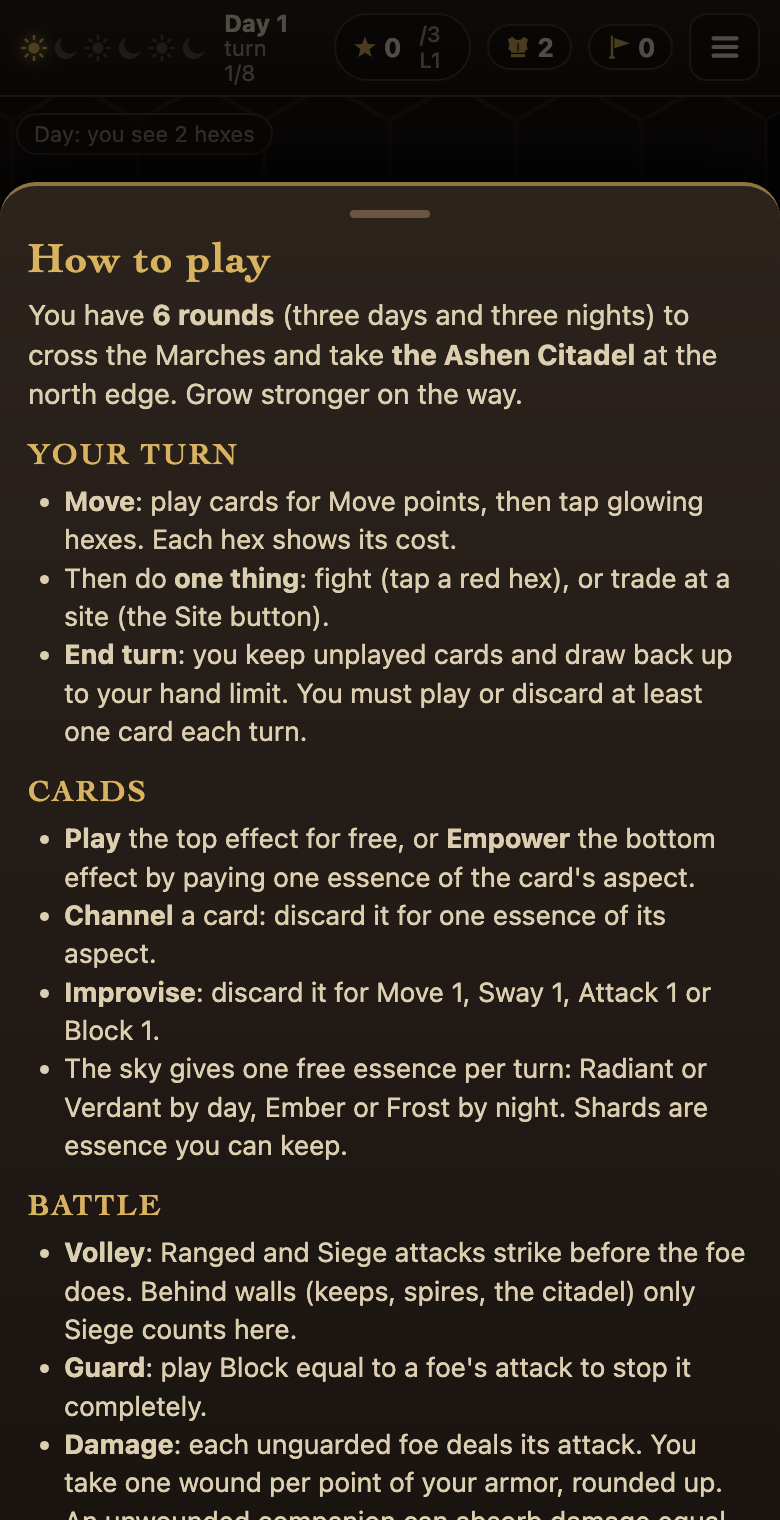 Day 1
turn
1/8
0
/3
L1
2
0
Day: you see 2 hexes
How to play
You have 6 rounds (three days and three nights) to
cross the Marches and take the Ashen Citadel at the
north edge. Grow stronger on the way.
YOUR TURN
• Move: play cards for Move points, then tap glowing
hexes. Each hex shows its cost.
• Then do one thing: fight (tap a red hex), or trade at a
site (the Site button).
• End turn: you keep unplayed cards and draw back up
to your hand limit. You must play or discard at least
one card each turn.
CARDS
• Play the top effect for free, or Empower the bottom
effect by paying one essence of the card's aspect.
• Channel a card: discard it for one essence of its
aspect.
• Improvise: discard it for Move 1, Sway 1, Attack 1 or
Block 1.
• The sky gives one free essence per turn: Radiant or
Verdant by day, Ember or Frost by night. Shards are
essence you can keep.
BATTLE
• Volley: Ranged and Siege attacks strike before the foe
does. Behind walls (keeps, spires, the citadel) only
Siege counts here.
• Guard: play Block equal to a foe's attack to stop it
completely.
• Damage: each unguarded foe deals its attack. You
take one wound per point of your armor, rounded up.
An unwounded companion can absorb damage equal